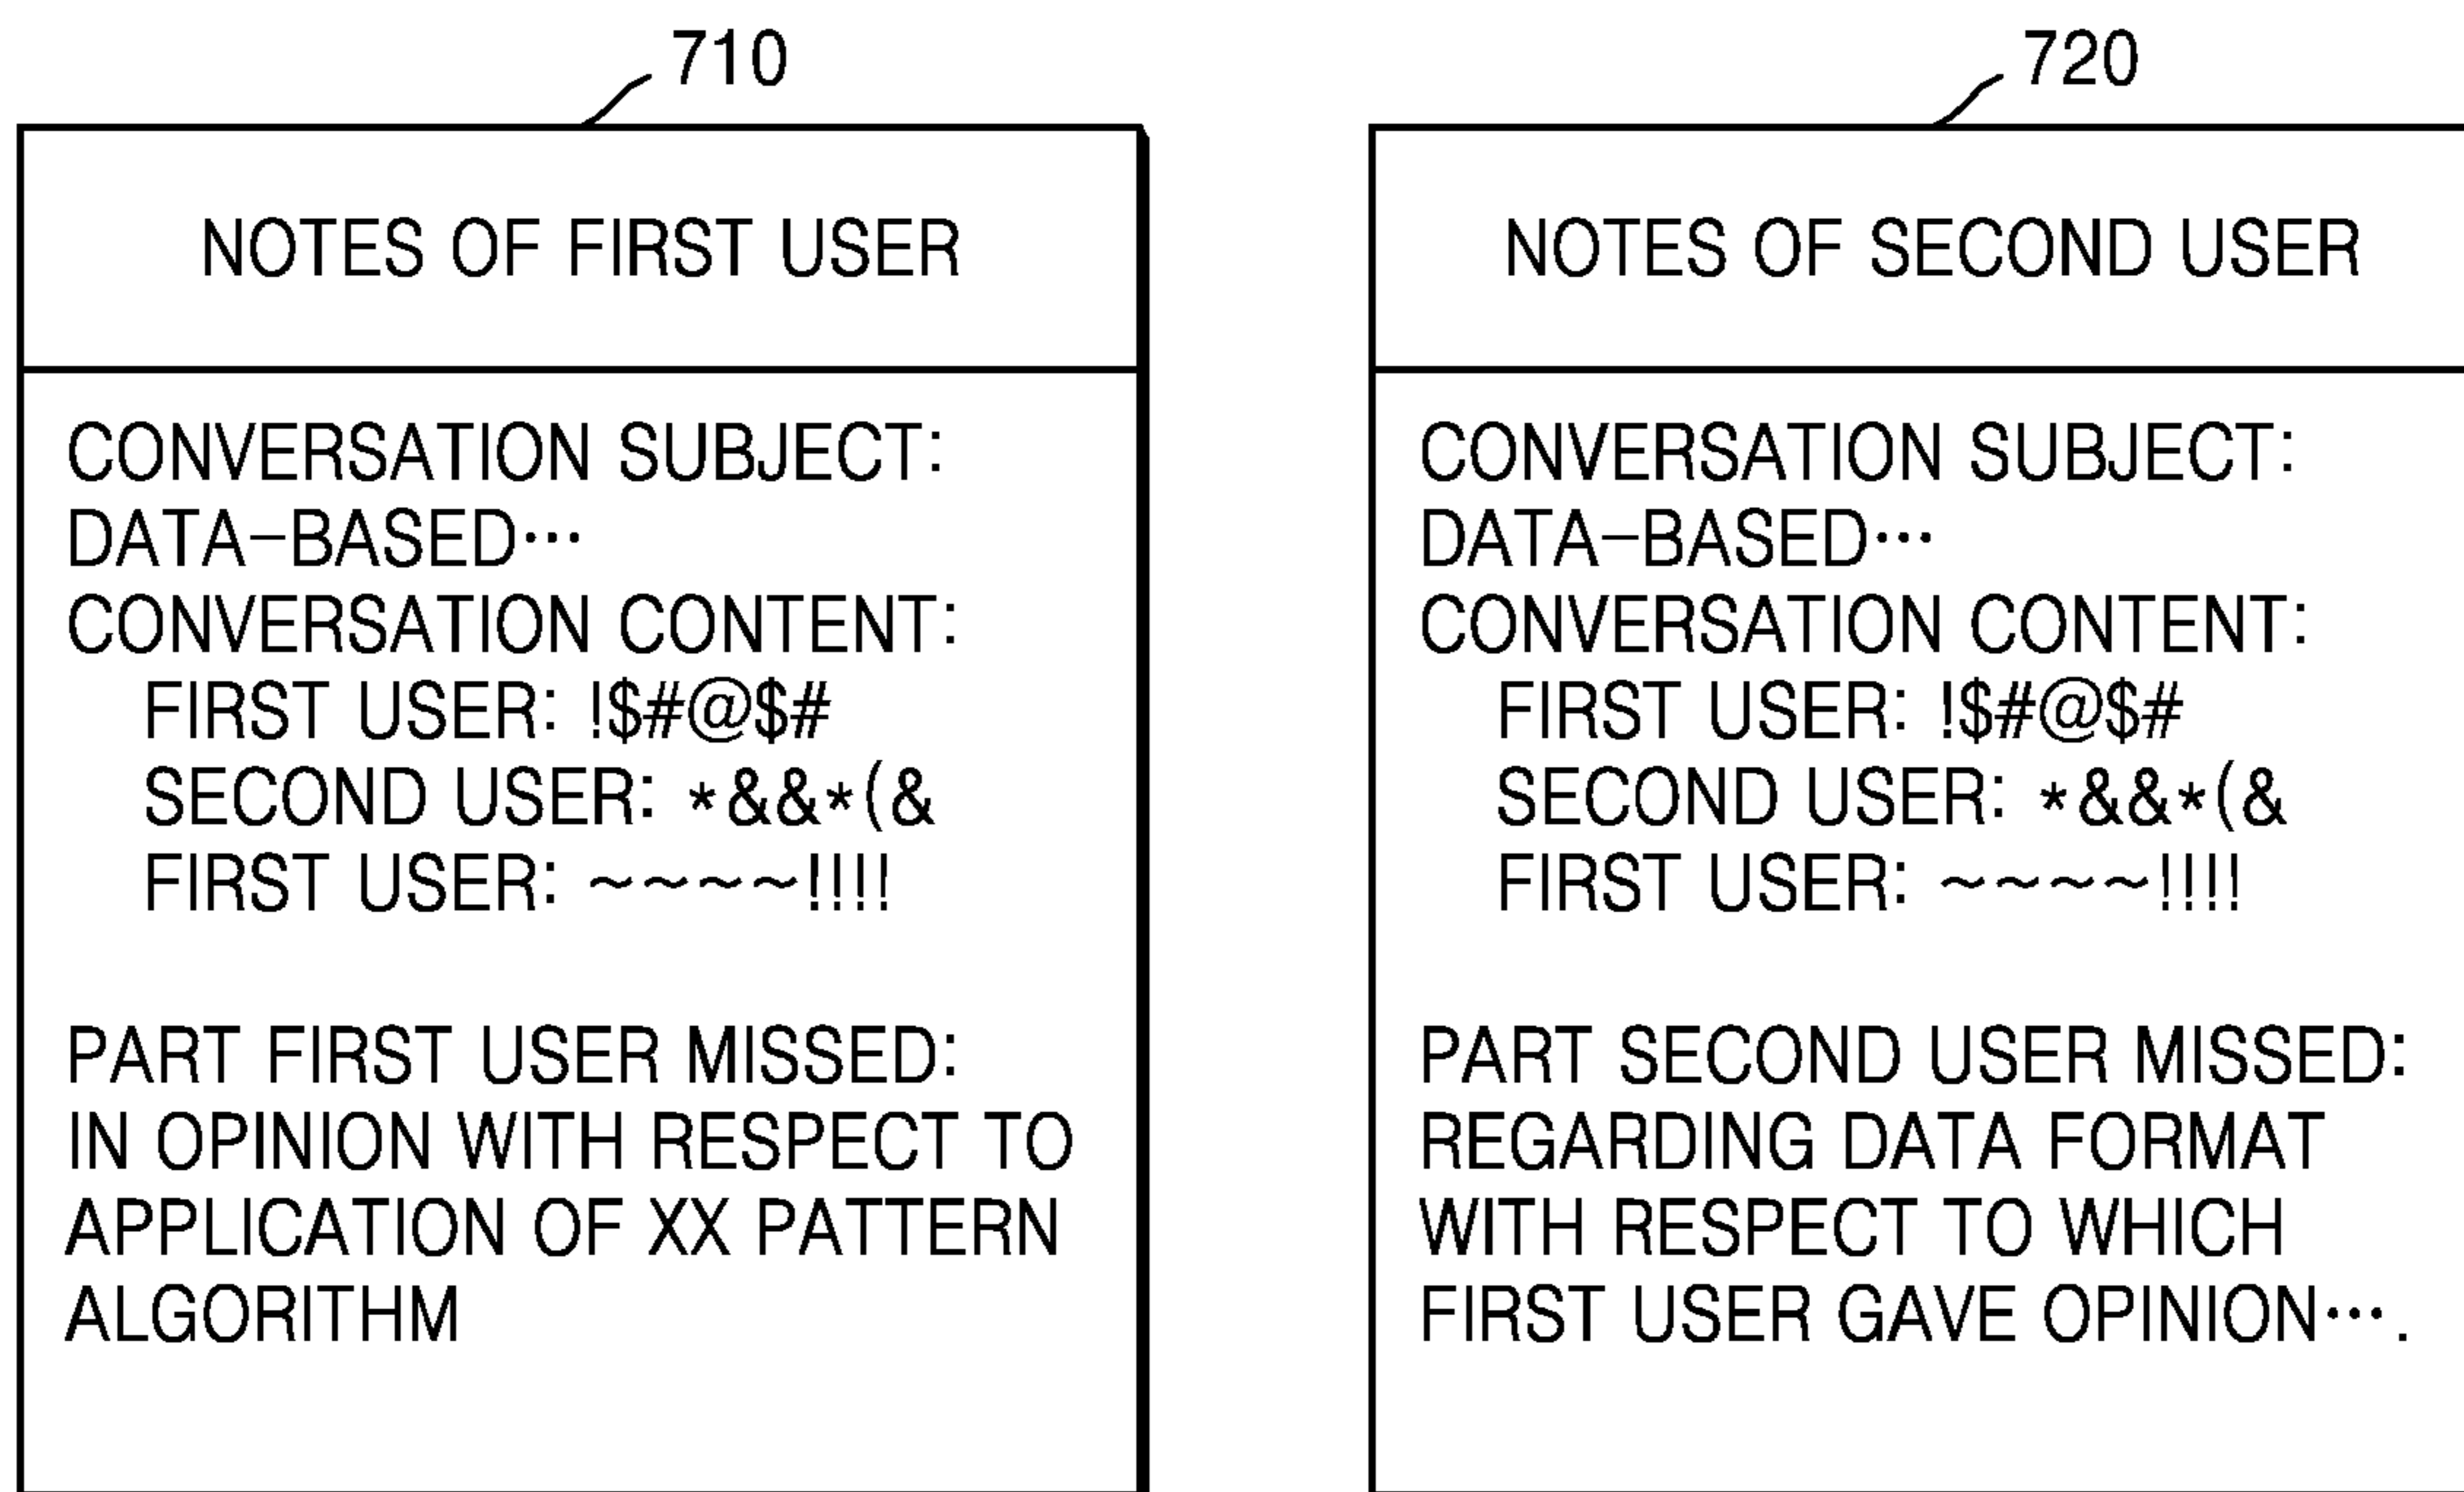 710
NOTES OF FIRST USER
CONVERSATION SUBJECT:
DATA-BASED···
CONVERSATION CONTENT:
FIRST USER: !$#@$#
SECOND USER: *&&*(&
FIRST USER: ~~~~!!!!
PART FIRST USER MISSED:
IN OPINION WITH RESPECT TO
APPLICATION OF XX PATTERN
ALGORITHM
720
NOTES OF SECOND USER
CONVERSATION SUBJECT:
DATA-BASED···
CONVERSATION CONTENT:
FIRST USER: !$#@$#
SECOND USER: *&&*(&
FIRST USER: ~~~~!!!!
PART SECOND USER MISSED:
REGARDING DATA FORMAT
WITH RESPECT TO WHICH
FIRST USER GAVE OPINION···.